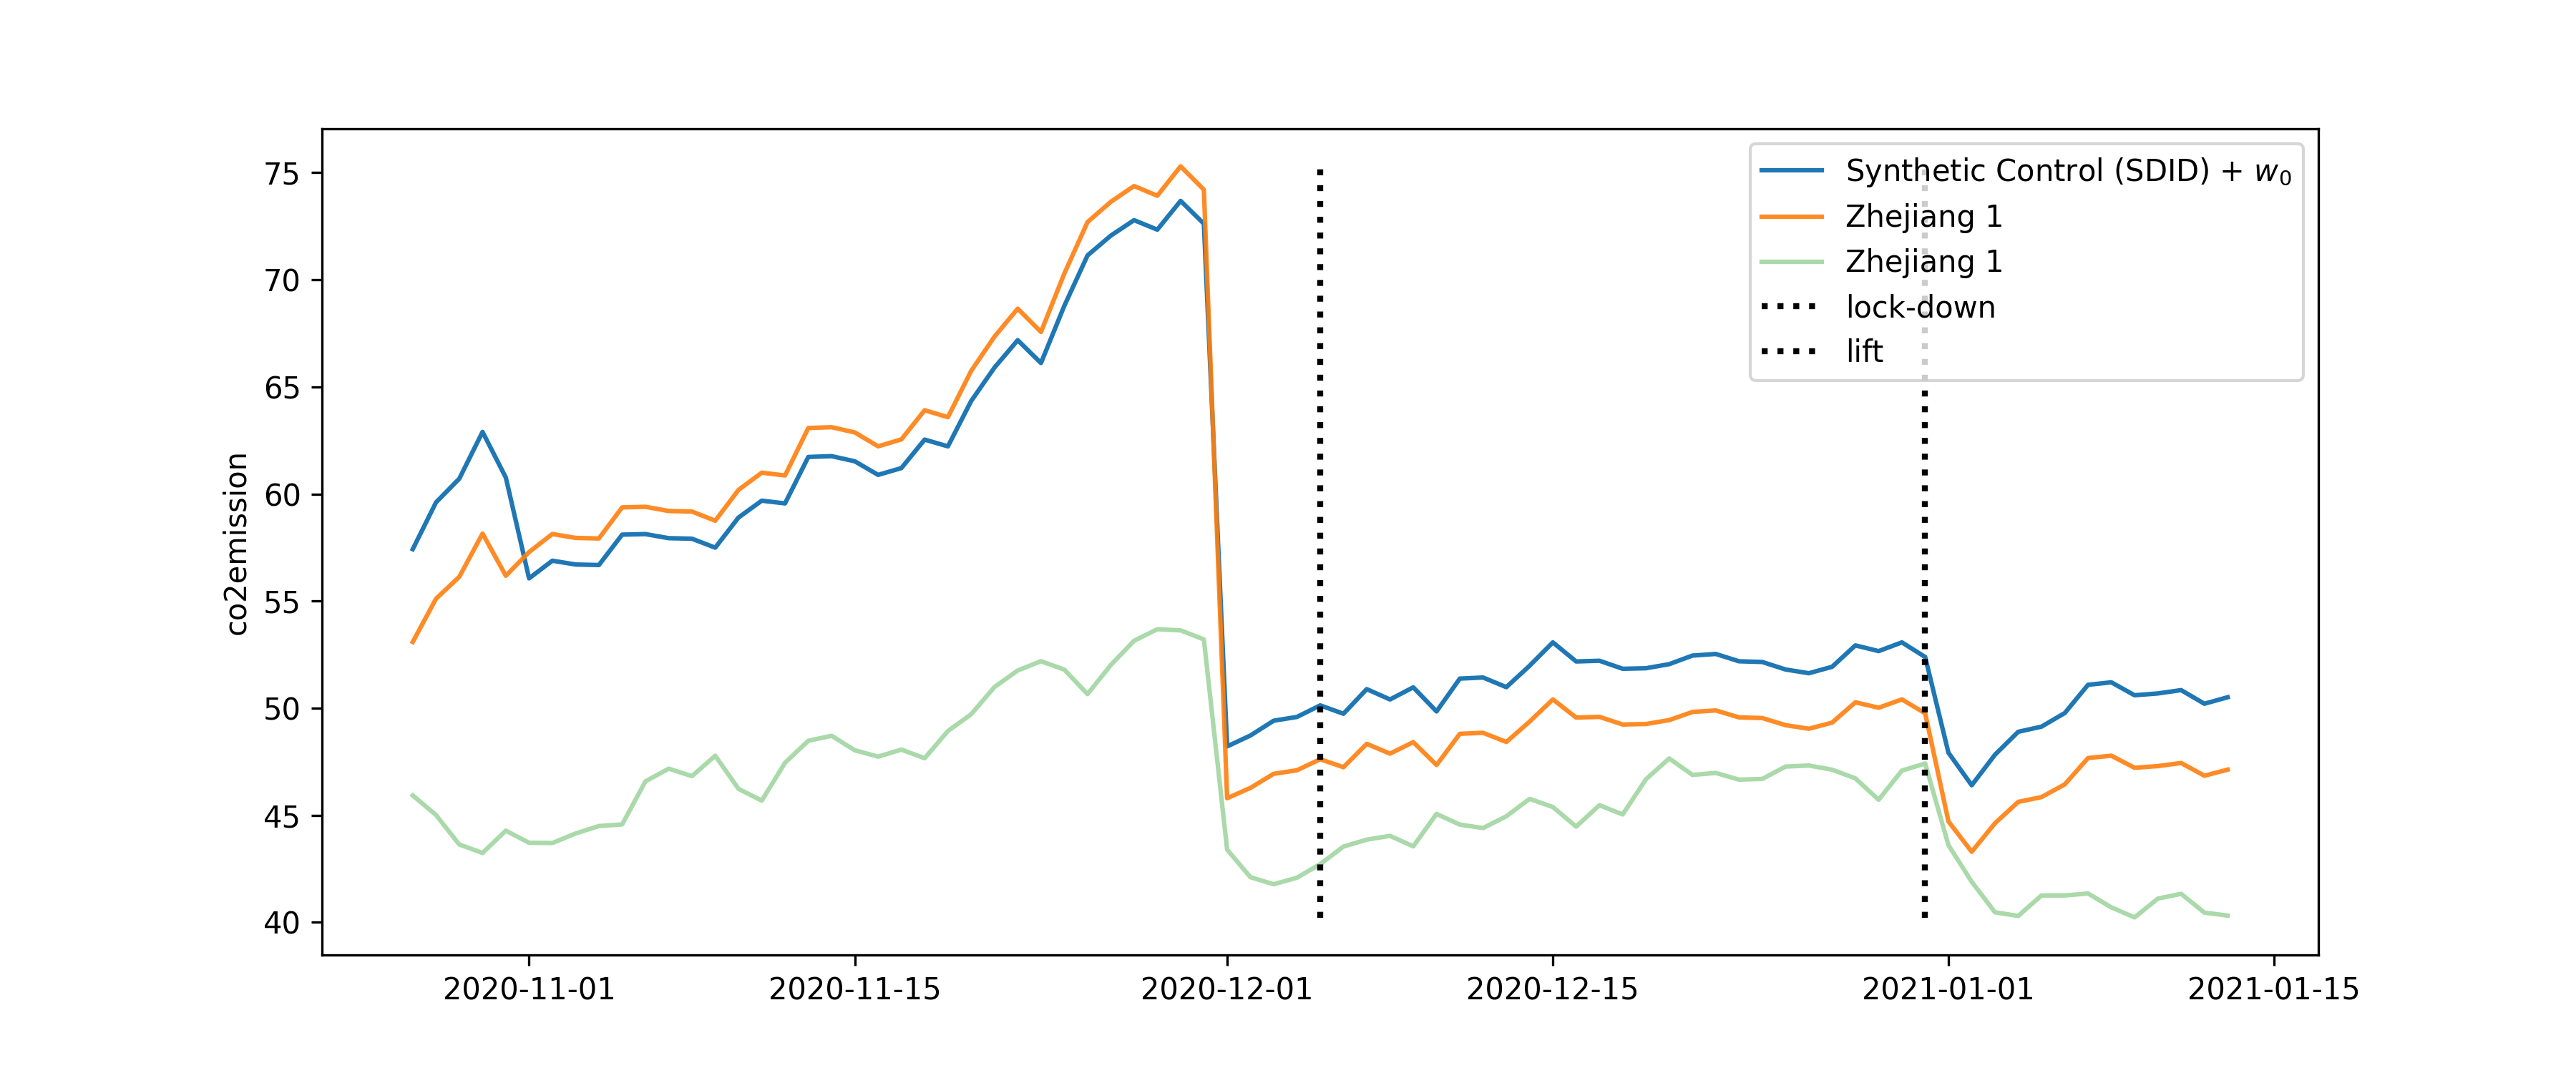 75
70
65
60
55
50
45
40
co2emission
Synthetic Control (SDID) + w₀
Zhejiang 1
Zhejiang 1
lock-down
lift
2020-11-01
2020-11-15
2020-12-01
2020-12-15
2021-01-01
2021-01-15